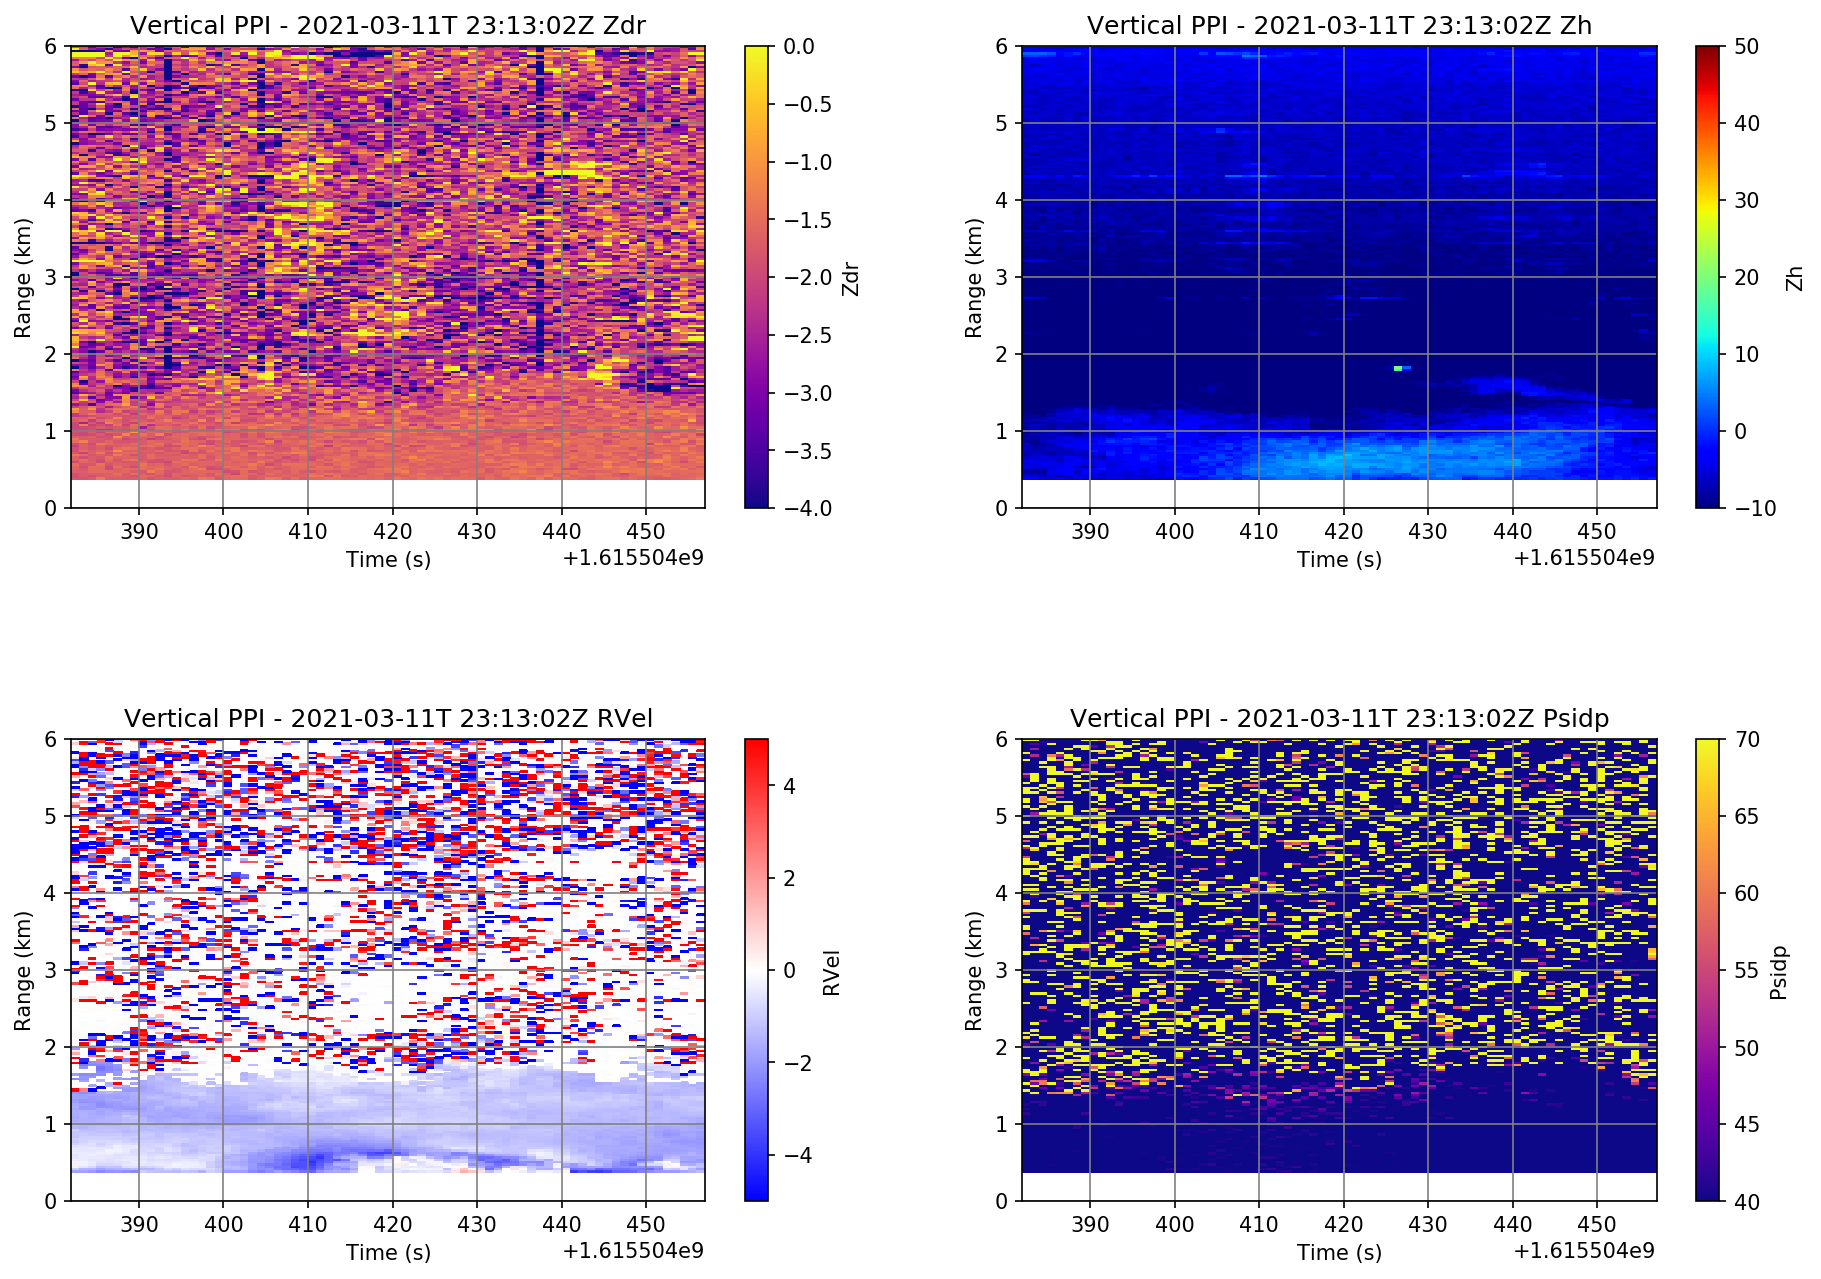 Vertical PPI - 2021-03-11T 23:13:02Z Zdr
6
5
4
3
2
1
0
Range (km)
390 400 410 420 430 440 450
Time (s)
+1.615504e9
0.0
−0.5
−1.0
−1.5
−2.0
−2.5
−3.0
−3.5
−4.0
Zdr
Vertical PPI - 2021-03-11T 23:13:02Z Zh
6
5
4
3
2
1
0
Range (km)
390 400 410 420 430 440 450
Time (s)
+1.615504e9
50
40
30
20
10
0
−10
Zh
Vertical PPI - 2021-03-11T 23:13:02Z RVel
6
5
4
3
2
1
0
Range (km)
390 400 410 420 430 440 450
Time (s)
+1.615504e9
4
2
0
−2
−4
RVel
Vertical PPI - 2021-03-11T 23:13:02Z Psidp
6
5
4
3
2
1
0
Range (km)
390 400 410 420 430 440 450
Time (s)
+1.615504e9
70
65
60
55
50
45
40
Psidp